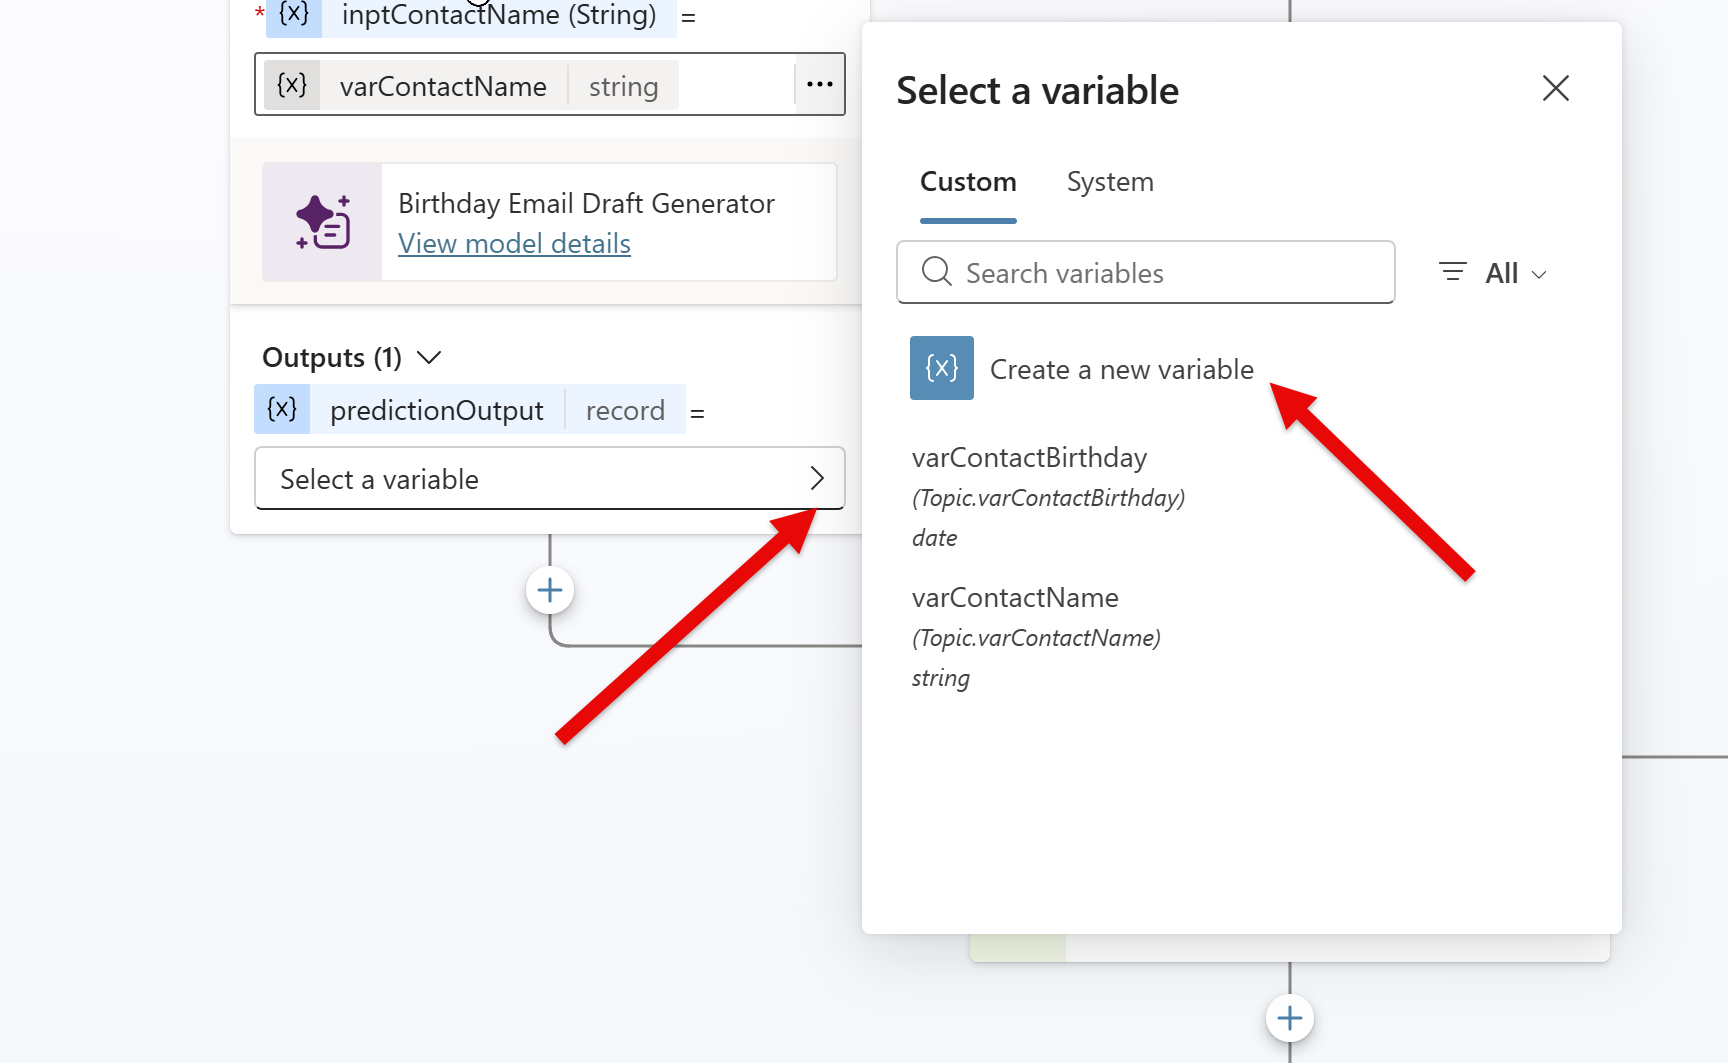 * {x} inptContactName (String) =
{x} varContactName string ...
Birthday Email Draft Generator
View model details
Outputs (1)
{x} predictionOutput record =
Select a variable
Select a variable
Custom System
Search variables All
{x} Create a new variable
varContactBirthday
(Topic.varContactBirthday)
date
varContactName
(Topic.varContactName)
string